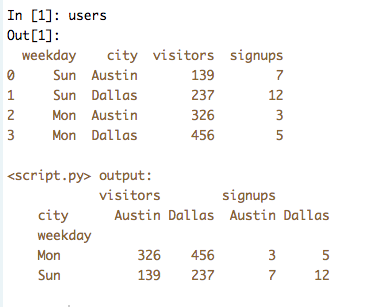 In [1]: users
Out[1]:
  weekday    city  visitors  signups
0     Sun  Austin       139        7
1     Sun  Dallas       237       12
2     Mon  Austin       326        3
3     Mon  Dallas       456        5
<script.py> output:
            visitors        signups
    city      Austin Dallas  Austin Dallas
    weekday
    Mon          326    456       3      5
    Sun          139    237       7     12